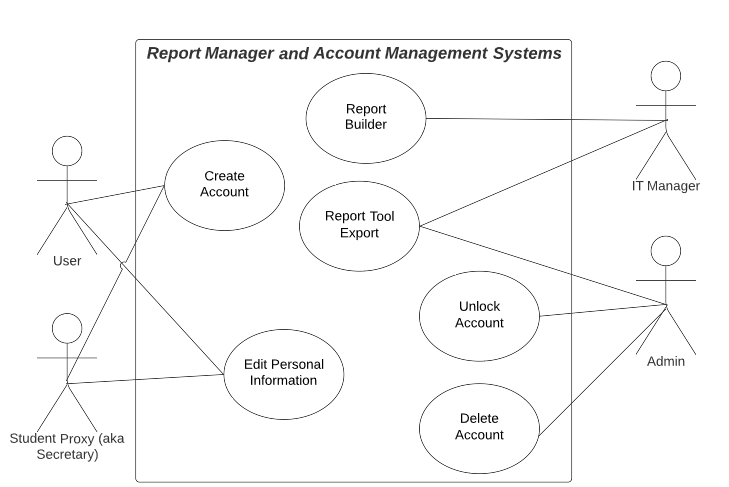 Report Manager and Account Management Systems
Report
Builder
Create
Account
IT Manager
Report Tool
Export
User
Unlock
Account
Edit Personal
Information
Admin
Delete
Account
Student Proxy (aka
Secretary)